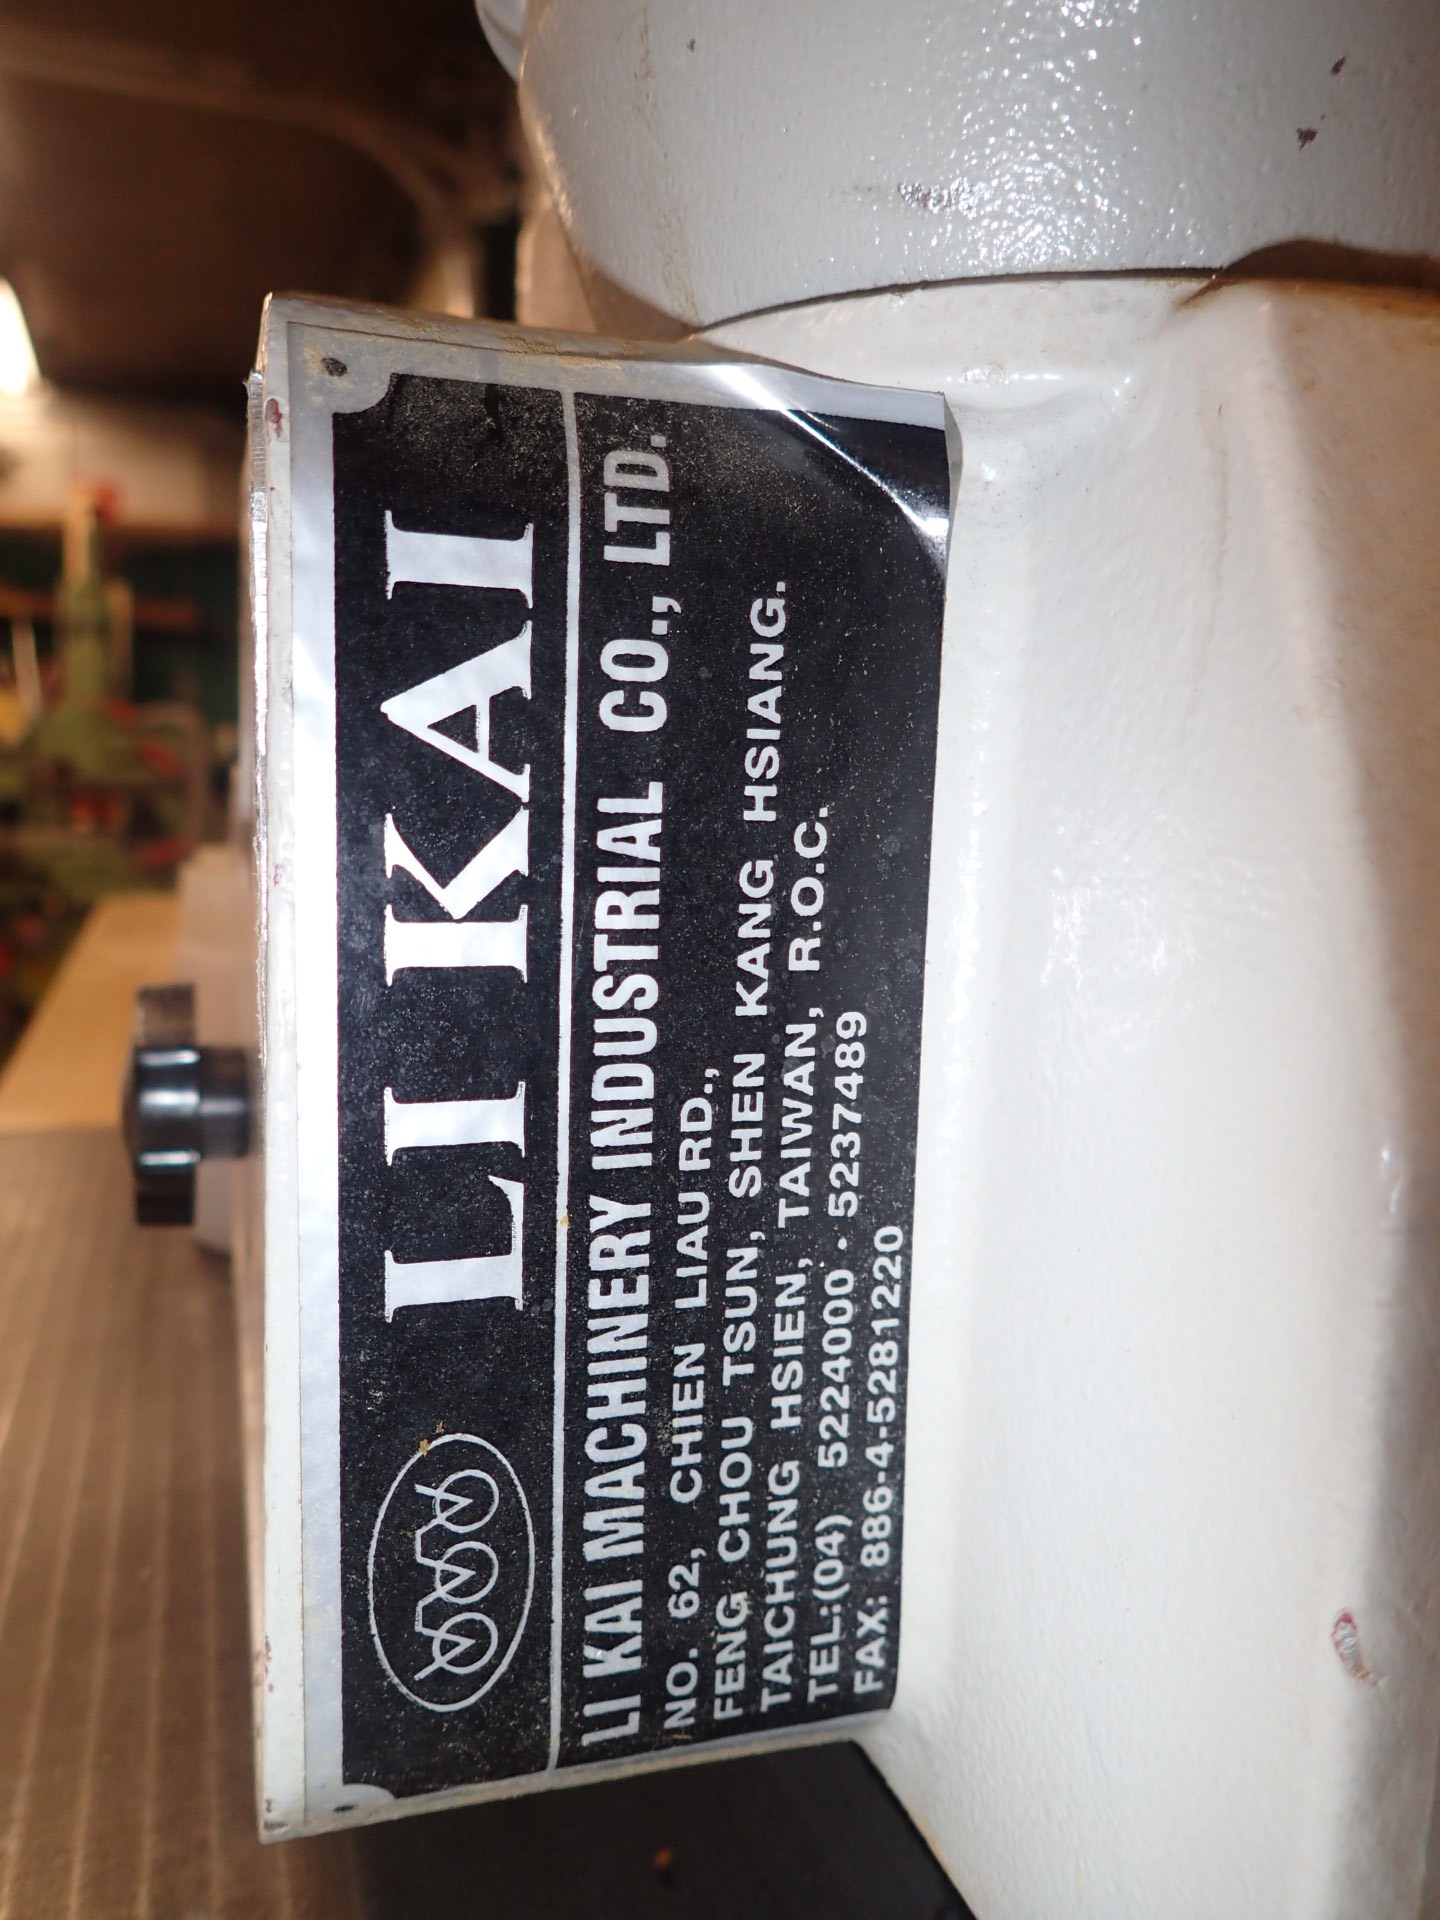 LI KAI
LI KAI MACHINERY INDUSTRIAL CO., LTD.
NO. 62, CHIEN LIAU RD.,
FENG CHOU TSUN, SHEN KANG HSIANG.
TAICHUNG HSIEN, TAIWAN, R.O.C.
TEL:(04) 5224000 · 5237489
FAX: 886-4-5281220